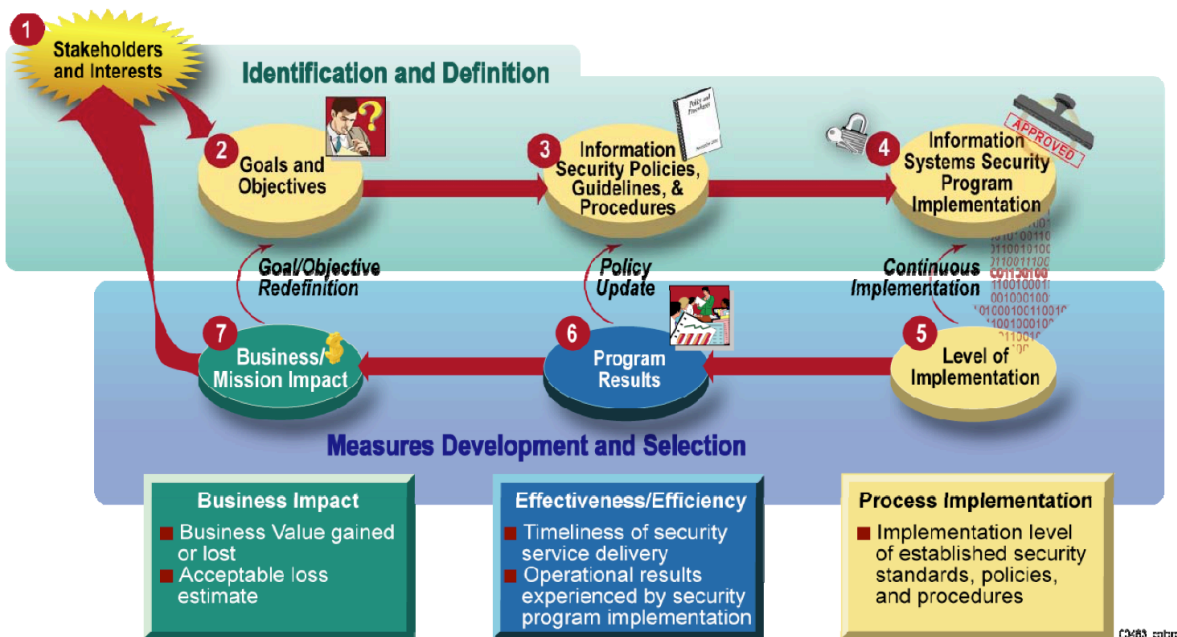 1
Stakeholders
and Interests
Identification and Definition
2
Goals and
Objectives
?
3
Policy and
Procedures
Information
Security Policies,
Guidelines, &
Procedures
4
Information
Systems Security
Program
Implementation
APPROVED
Goal/Objective
Redefinition
Policy
Update
Continuous
Implementation
7
Business/
Mission Impact
6
Program
Results
5
Level of
Implementation
Measures Development and Selection
Business Impact
Business Value gained
or lost
Acceptable loss
estimate
Effectiveness/Efficiency
Timeliness of security
service delivery
Operational results
experienced by security
program implementation
Process Implementation
Implementation level
of established security
standards, policies,
and procedures